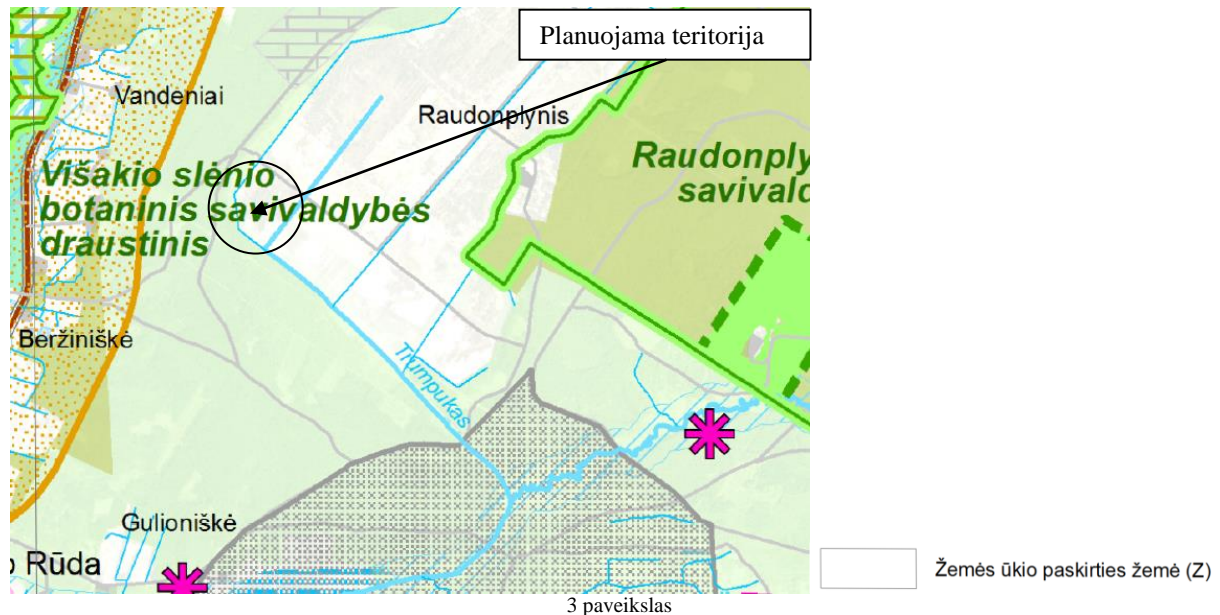 Planuojama teritorija
Vandeniai
Raudonplynis
Raudonply
savivald
Višakio slėnio
botaninis savivaldybės
draustinis
Beržiniškė
Trumpukas
Gulioniškė
o Rūda
Žemės ūkio paskirties žemė (Z)
3 paveikslas